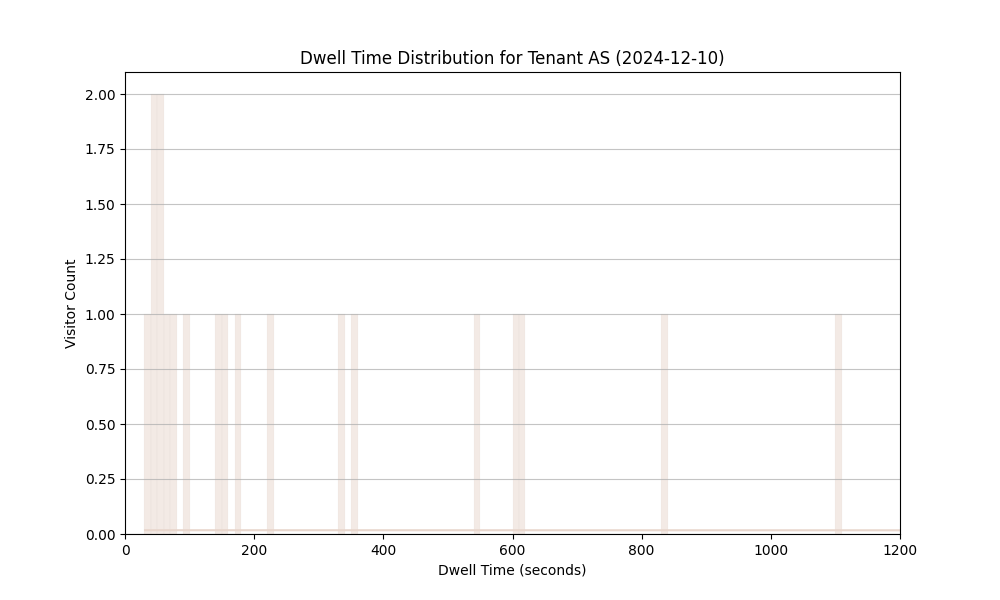 Dwell Time Distribution for Tenant AS (2024-12-10)
2.00
1.75
1.50
1.25
1.00
0.75
0.50
0.25
0.00
Visitor Count
0 200 400 600 800 1000 1200
Dwell Time (seconds)